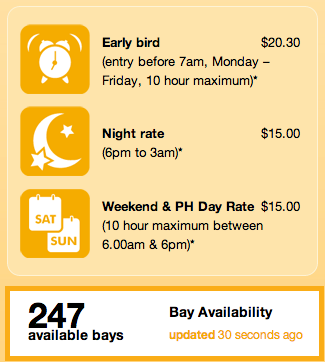 Early bird $20.30
(entry before 7am, Monday –
Friday, 10 hour maximum)*
Night rate $15.00
(6pm to 3am)*
SAT
SUN
Weekend & PH Day Rate $15.00
(10 hour maximum between
6.00am & 6pm)*
247
available bays
Bay Availability
updated 30 seconds ago